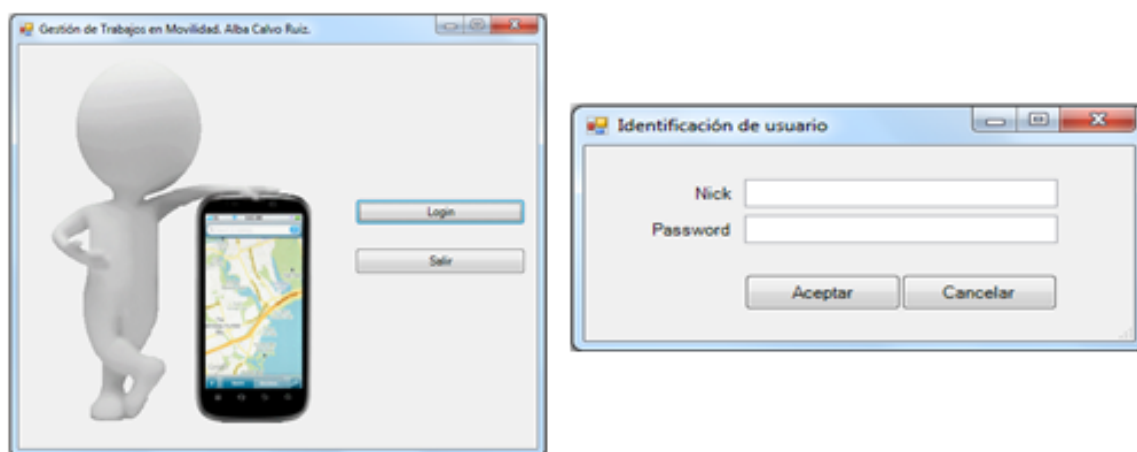 Gestión de Trabajos en Movilidad. Alba Calvo Ruiz.
Login
Salir
Identificación de usuario
Nick
Password
Aceptar
Cancelar